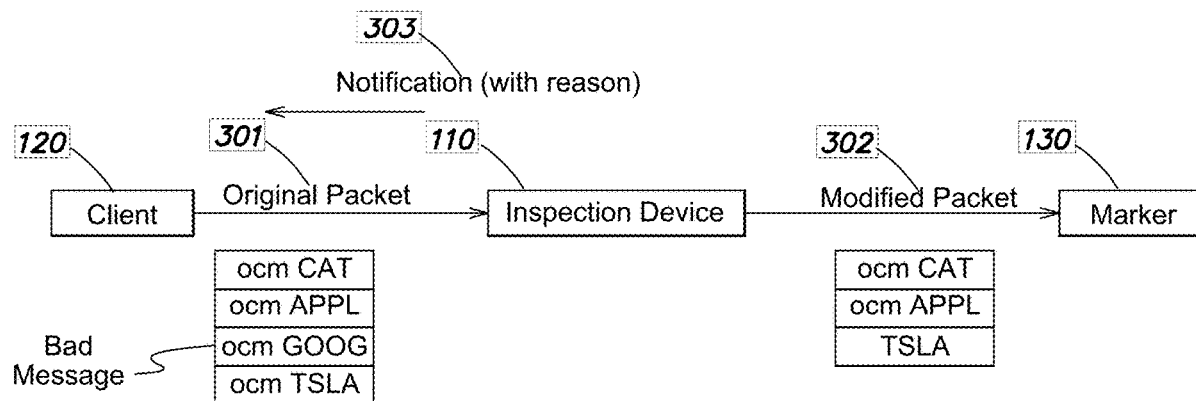 303
Notification (with reason)
120
301
110
302
130
Client
Original Packet
Inspection Device
Modified Packet
Marker
ocm CAT
ocm APPL
ocm GOOG
ocm TSLA
Bad
Message
ocm CAT
ocm APPL
TSLA